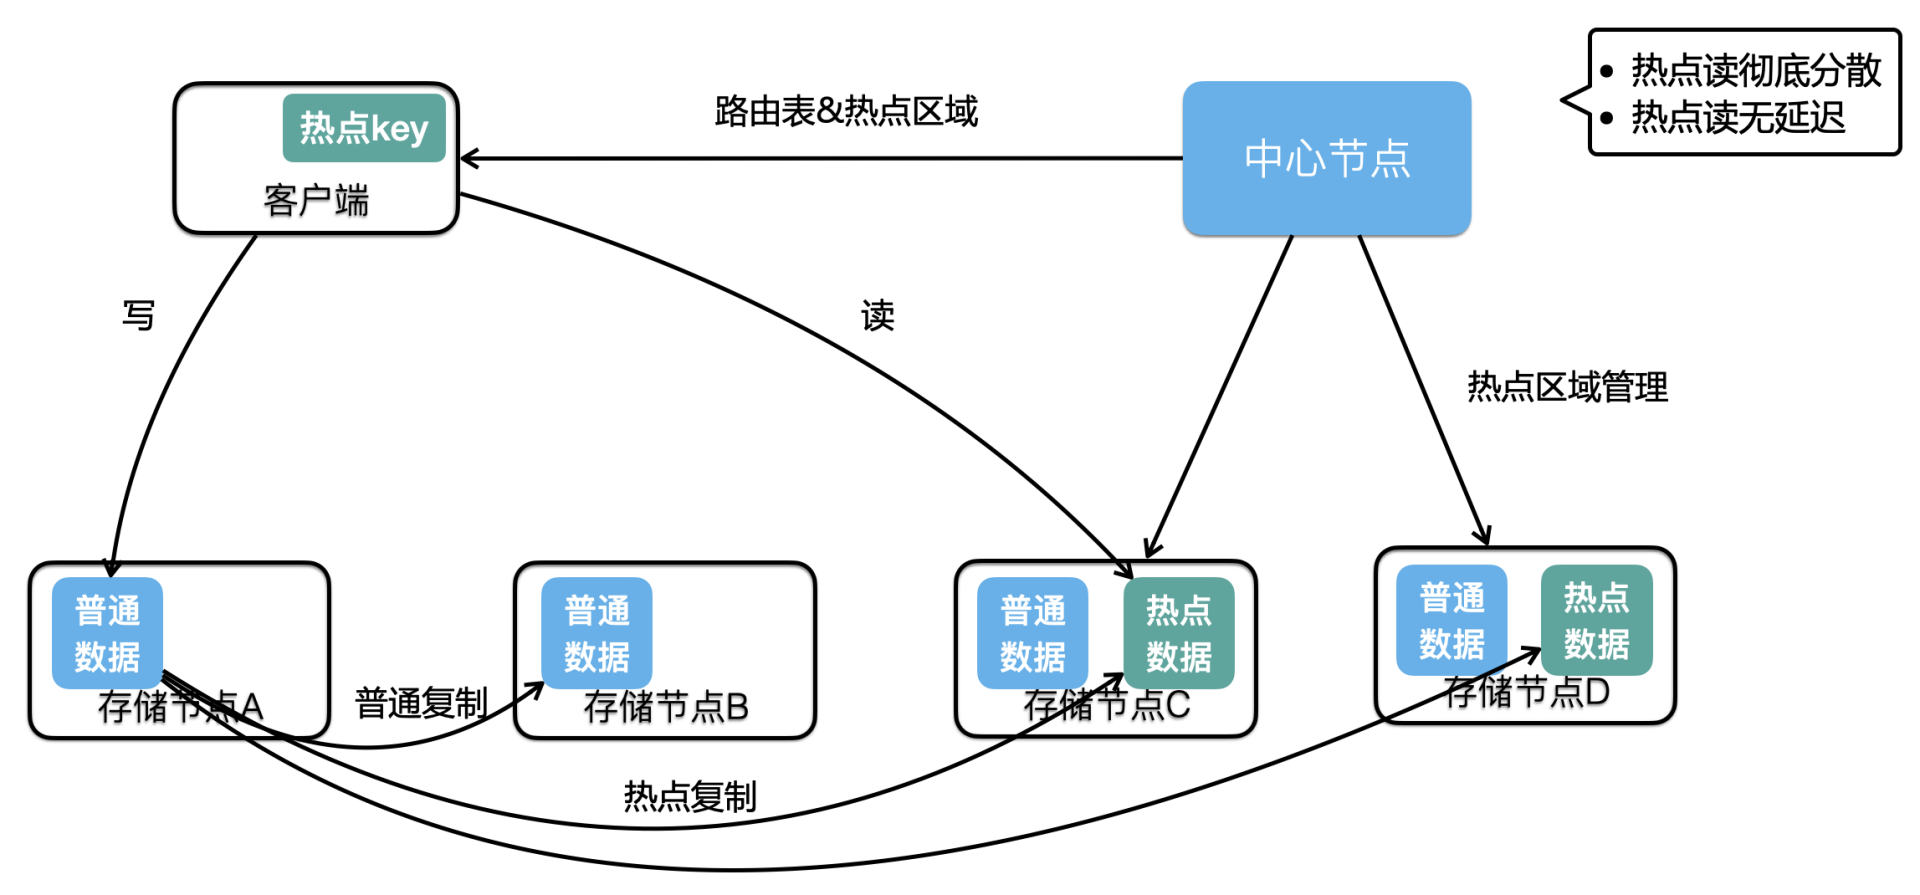 热点key
客户端
路由表&热点区域
中心节点
• 热点读彻底分散
• 热点读无延迟
写
读
热点区域管理
普通
数据
存储节点A
普通复制
普通
数据
存储节点B
普通
数据
热点
数据
存储节点C
普通
数据
热点
数据
存储节点D
热点复制